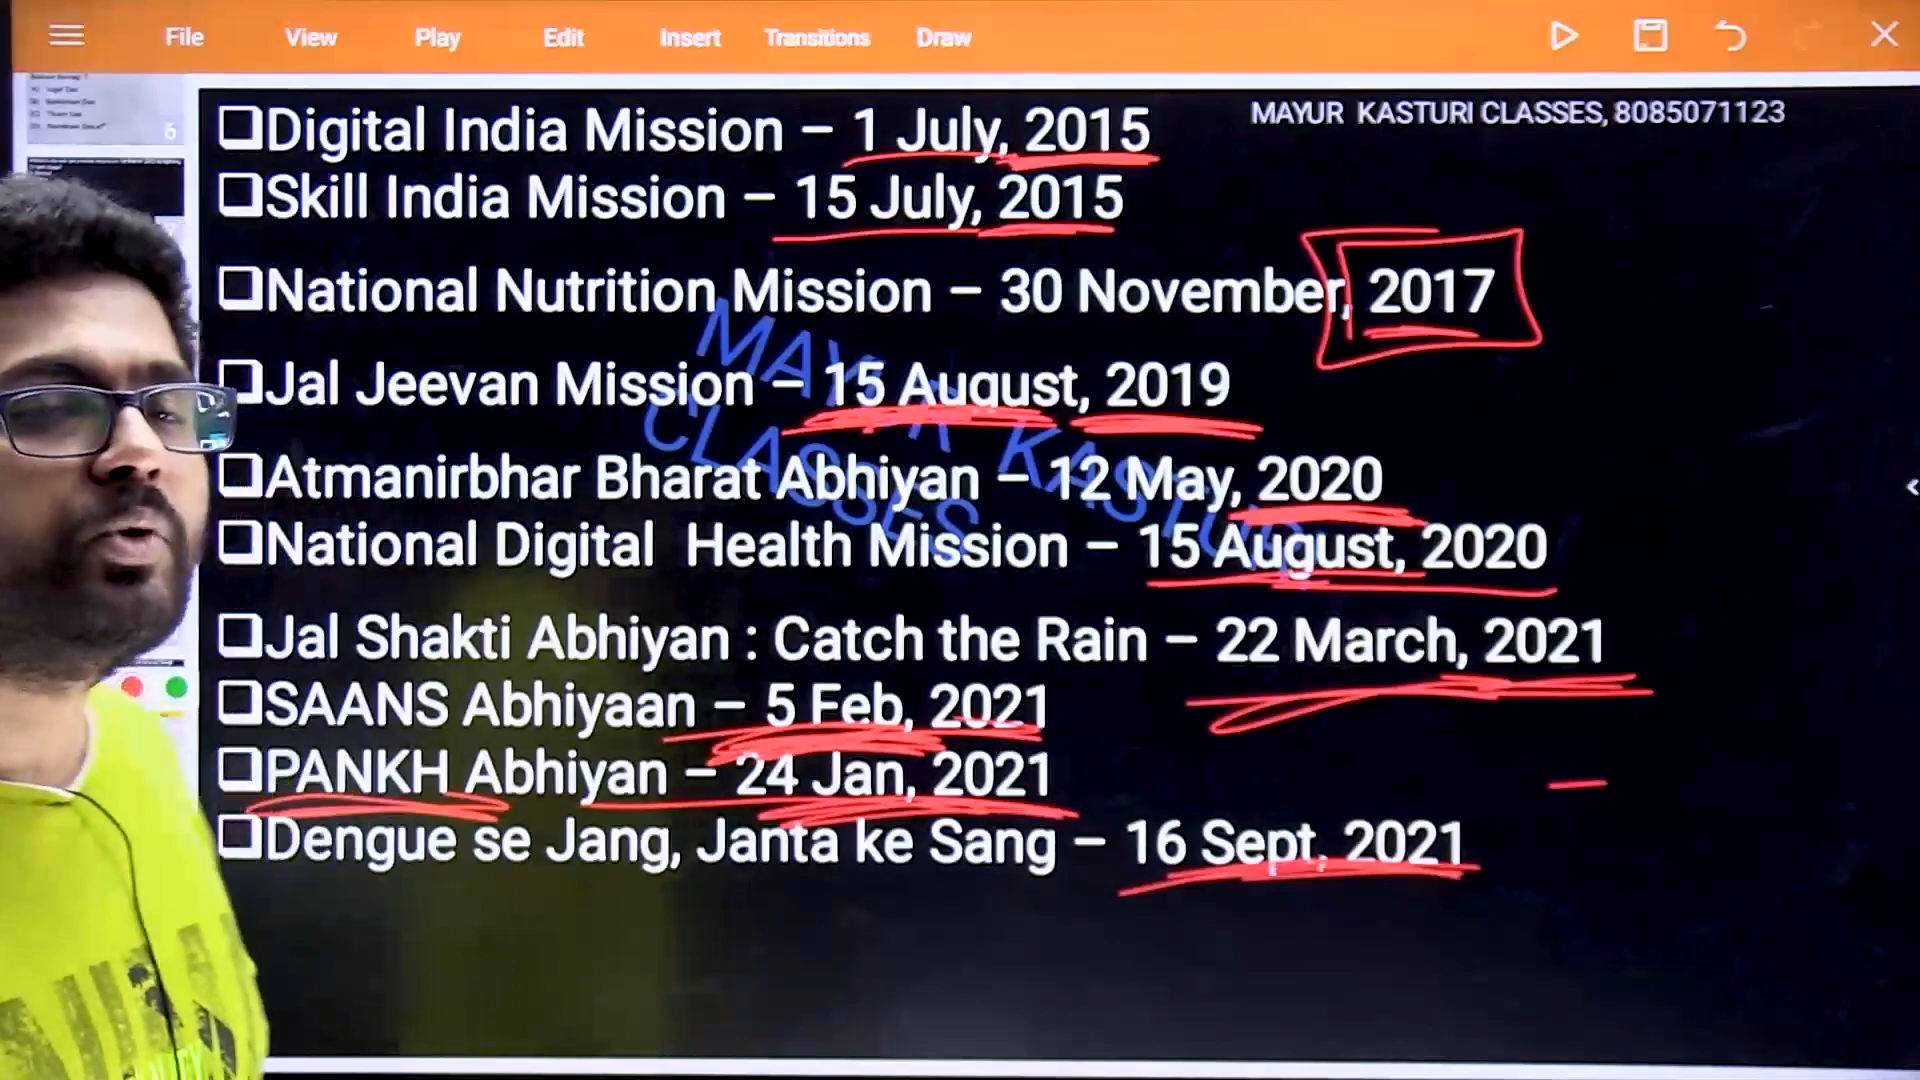 File View Play Edit Insert Transitions Draw
6
MAYUR KASTURI CLASSES, 8085071123
❑Digital India Mission – 1 July, 2015
❑Skill India Mission – 15 July, 2015
❑National Nutrition Mission – 30 November, 2017
❑Jal Jeevan Mission – 15 August, 2019
❑Atmanirbhar Bharat Abhiyan – 12 May, 2020
❑National Digital Health Mission – 15 August, 2020
❑Jal Shakti Abhiyan : Catch the Rain – 22 March, 2021
❑SAANS Abhiyaan – 5 Feb, 2021
❑PANKH Abhiyan – 24 Jan, 2021
❑Dengue se Jang, Janta ke Sang – 16 Sept, 2021
MAYUR KASTURI
CLASSES